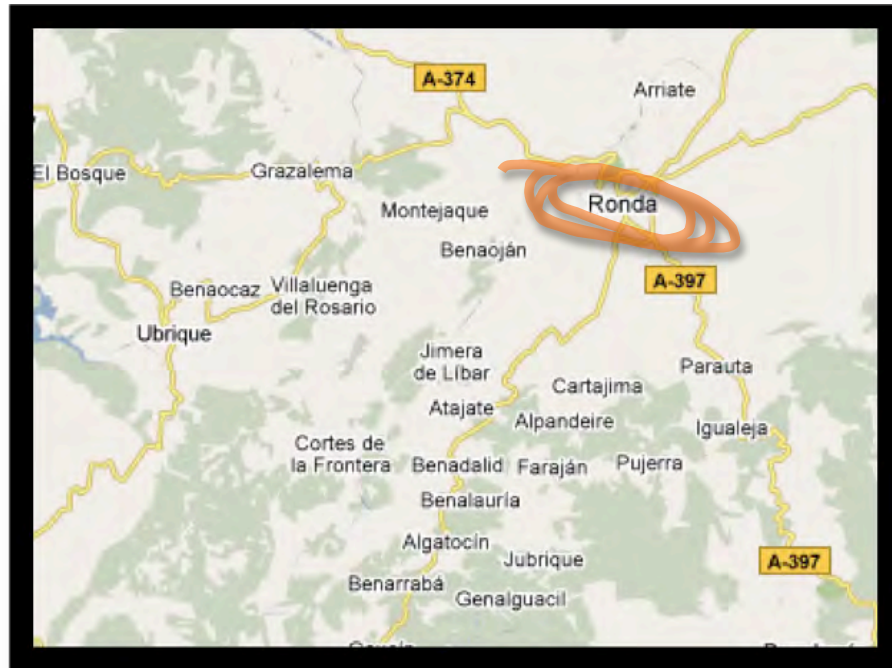 A-374
Arriate
El Bosque
Grazalema
Ronda
Montejaque
Benaoján
A-397
Benaocaz
Villaluenga
del Rosario
Ubrique
Jimera
de Líbar
Parauta
Cartajima
Atajate
Alpandeire
Igualeja
Cortes de
la Frontera
Benadalid
Faraján
Pujerra
Benalauría
Algatocín
Jubrique
A-397
Benarrabá
Genalguacil